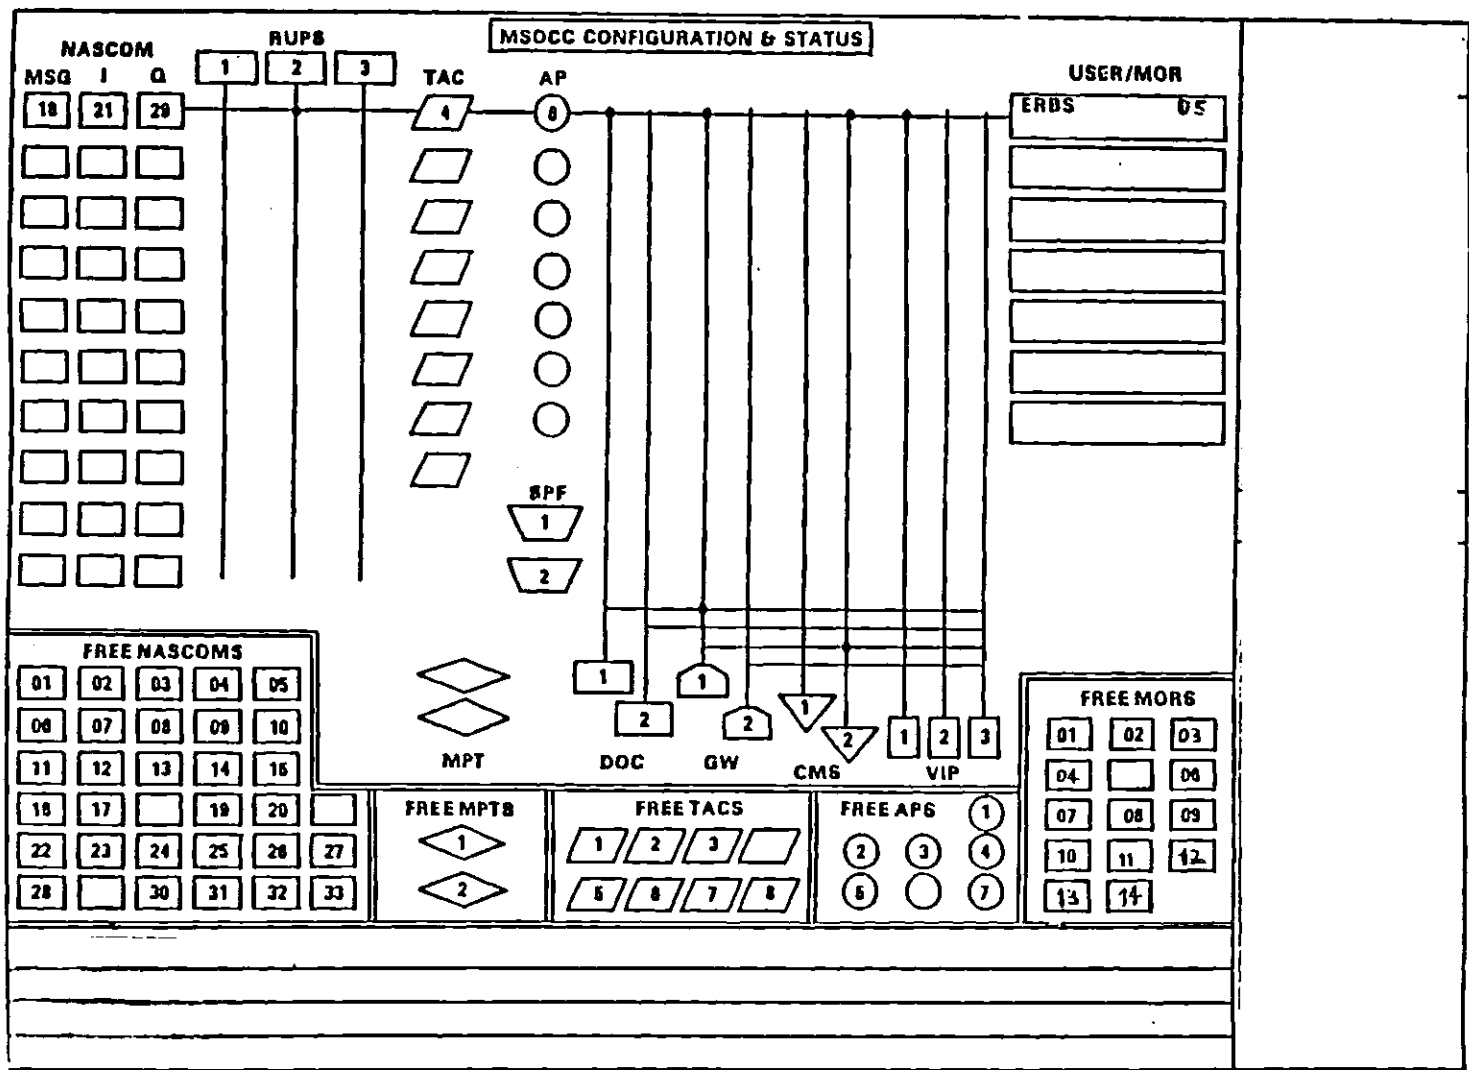 MSOCC CONFIGURATION & STATUS
NASCOM
RUPS
MSG I Q
1 2 3
TAC
AP
USER/MOR
18 21 29
4
6
ERBS 05
SPF
1
2
1
2
1
2
1
2
1 2 3
MPT
DOC
GW
CMS
VIP
FREE NASCOMS
01 02 03 04 05
06 07 08 09 10
11 12 13 14 15
16 17 19 20
22 23 24 25 26 27
28 30 31 32 33
FREE MPTS
1
2
FREE TACS
1 2 3
5 6 7 8
FREE APS
1
2 3 4
5 7
FREE MORS
01 02 03
04 06
07 08 09
10 11 12
13 14